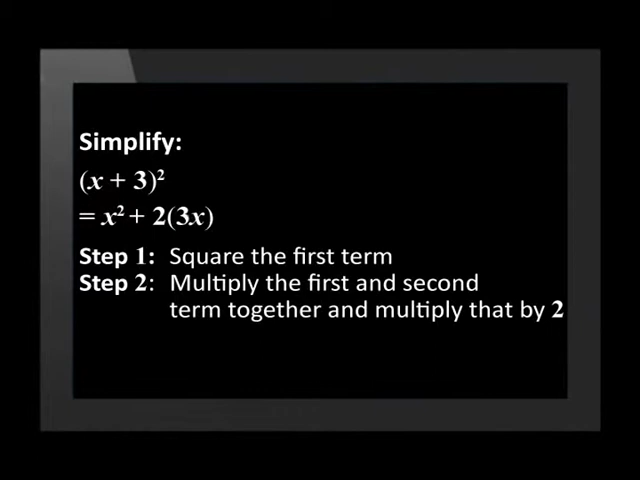 Simplify:
(x + 3)²
= x² + 2(3x)
Step 1: Square the first term
Step 2: Multiply the first and second
term together and multiply that by 2